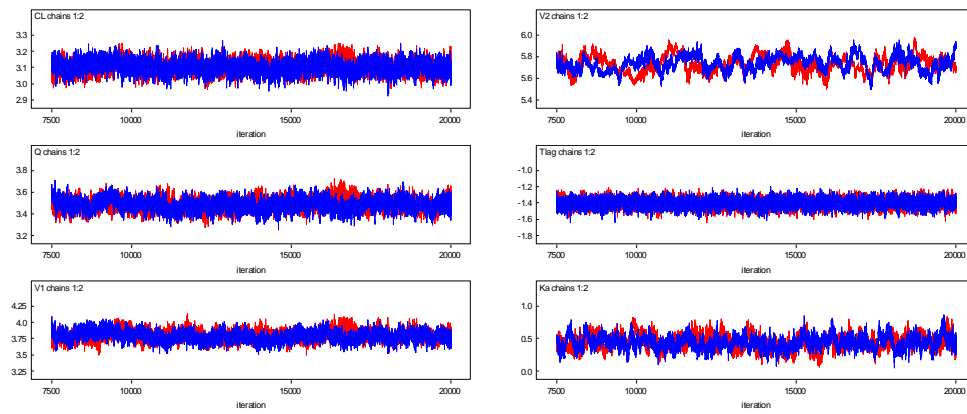 CL chains 1:2
3.3
3.2
3.1
3.0
2.9
7500 10000 15000 20000
iteration
V2 chains 1:2
6.0
5.8
5.6
5.4
7500 10000 15000 20000
iteration
Q chains 1:2
3.8
3.6
3.4
3.2
7500 10000 15000 20000
iteration
Tlag chains 1:2
-1.0
-1.2
-1.4
-1.6
7500 10000 15000 20000
iteration
V1 chains 1:2
4.25
4.0
3.75
3.5
3.25
7500 10000 15000 20000
iteration
Ka chains 1:2
1.0
0.5
0.0
7500 10000 15000 20000
iteration